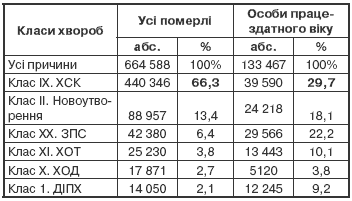 Класи хвороб Усі померлі Особи праце-
здатного віку
абс. % абс. %
Усі причини 664 588 100% 133 467 100%
Клас IX. ХСК 440 346 66,3 39 590 29,7
Клас II. Новоутво-
рення 88 957 13,4 24 218 18,1
Клас XX. ЗПС 42 380 6,4 29 566 22,2
Клас XI. ХОТ 25 230 3,8 13 443 10,1
Клас X. ХОД 17 871 2,7 5120 3,8
Клас 1. ДІПХ 14 050 2,1 12 245 9,2